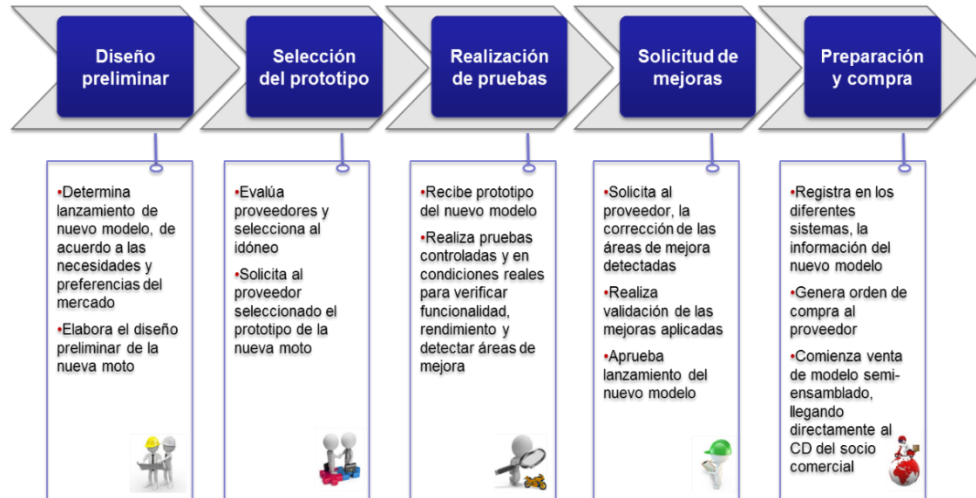 Diseño
preliminar
Selección
del prototipo
Realización
de pruebas
Solicitud de
mejoras
Preparación
y compra
•Determina
lanzamiento de
nuevo modelo, de
acuerdo a las
necesidades y
preferencias del
mercado
•Elabora el diseño
preliminar de la
nueva moto
•Evalúa
proveedores y
selecciona al
idóneo
•Solicita al
proveedor
seleccionado el
prototipo de la
nueva moto
•Recibe prototipo
del nuevo modelo
•Realiza pruebas
controladas y en
condiciones reales
para verificar
funcionalidad,
rendimiento y
detectar áreas de
mejora
•Solicita al
proveedor, la
corrección de las
áreas de mejora
detectadas
•Realiza
validación de las
mejoras aplicadas
•Aprueba
lanzamiento del
nuevo modelo
•Registra en los
diferentes
sistemas, la
información del
nuevo modelo
•Genera orden de
compra al
proveedor
•Comienza venta
de modelo semi-
ensamblado,
llegando
directamente al
CD del socio
comercial